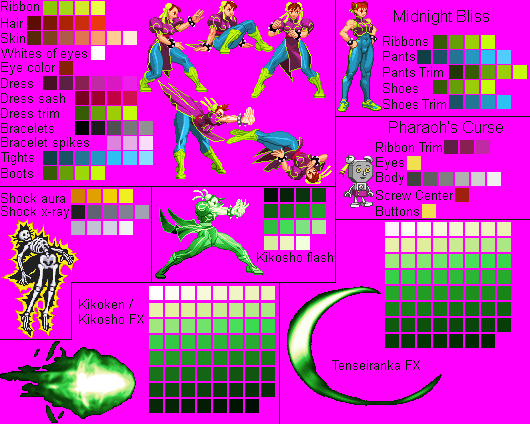 Ribbon
Hair
Skin
Whites of eyes
Eye color
Dress
Dress sash
Dress trim
Bracelets
Bracelet spikes
Tights
Boots
Midnight Bliss
Ribbons
Pants
Pants Trim
Shoes
Shoes Trim
Pharaoh's Curse
Ribbon Trim
Eyes
Body
Screw Center
Buttons
Shock aura
Shock x-ray
Kikosho flash
Kikoken /
Kikosho FX
Tenseiranka FX